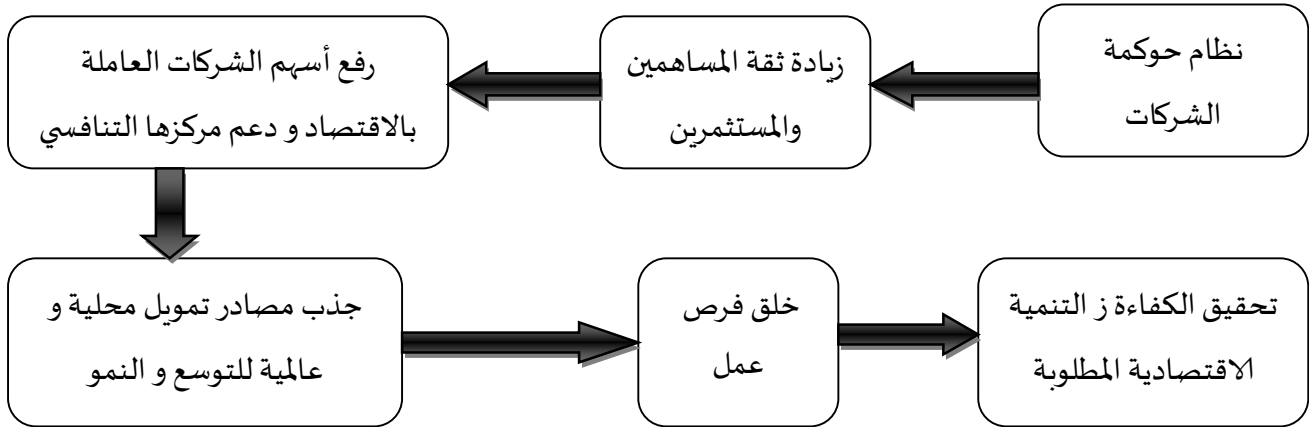 نظام حوكمة
الشركات
زيادة ثقة المساهمين
والمستثمرين
رفع أسهم الشركات العاملة
بالاقتصاد و دعم مركزها التنافسي
جذب مصادر تمويل محلية و
عالمية للتوسع و النمو
خلق فرص
عمل
تحقيق الكفاءة ز التنمية
الاقتصادية المطلوبة